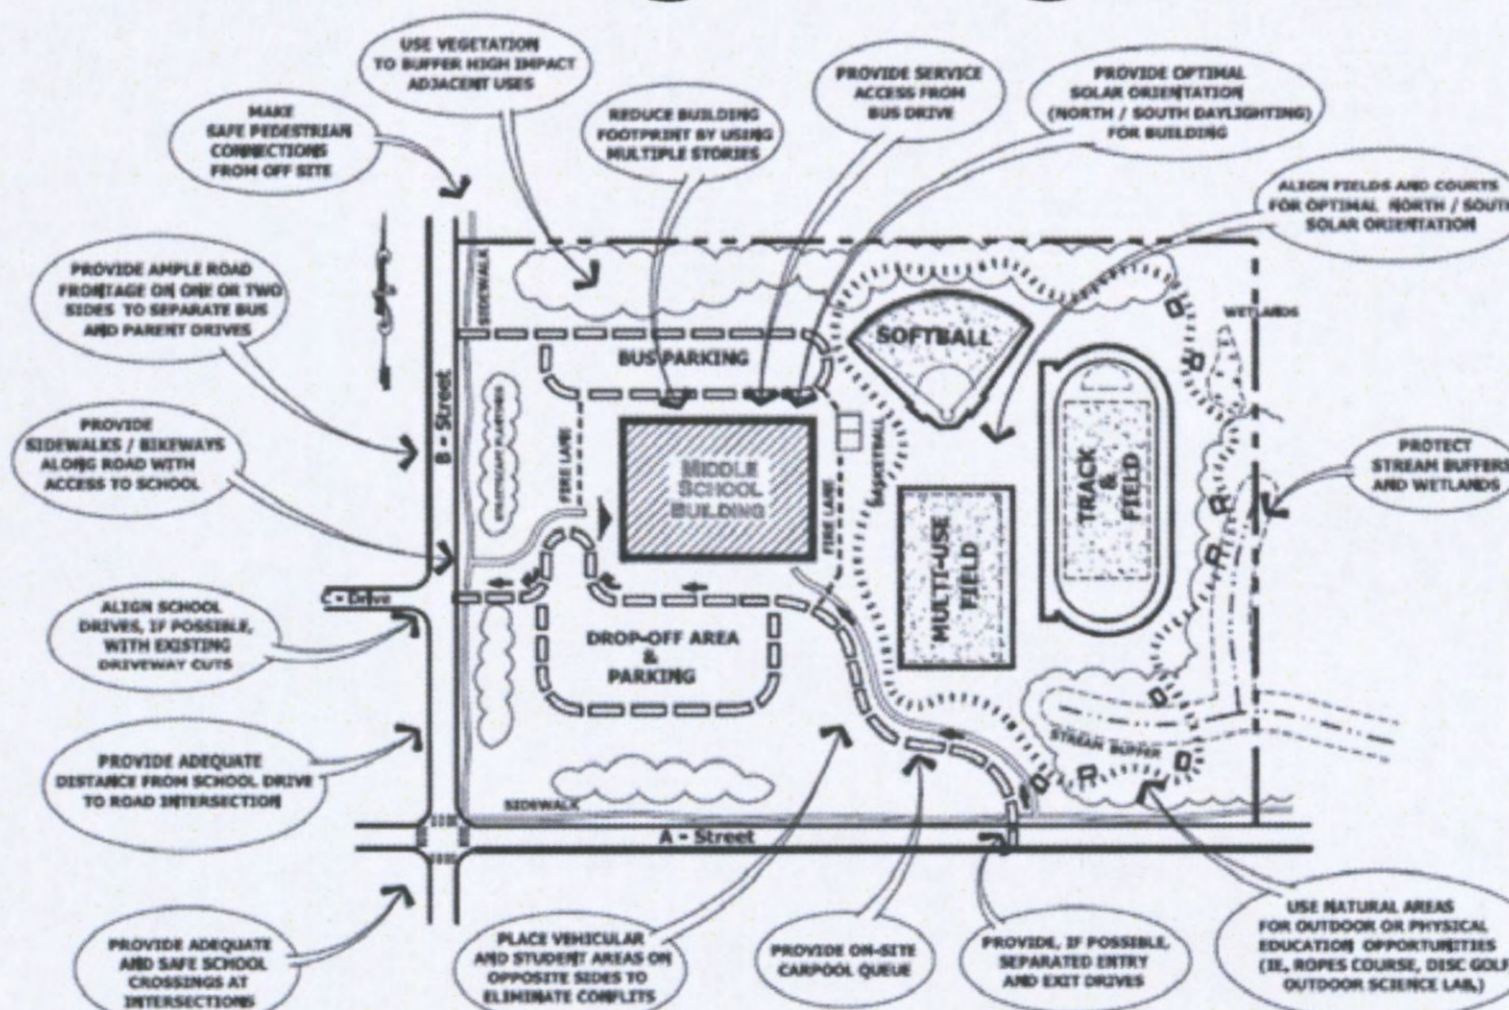 USE VEGETATION
TO BUFFER HIGH IMPACT
ADJACENT USES
MAKE
SAFE PEDESTRIAN
CONNECTIONS
FROM OFF SITE
REDUCE BUILDING
FOOTPRINT BY USING
MULTIPLE STORIES
PROVIDE SERVICE
ACCESS FROM
BUS DRIVE
PROVIDE OPTIMAL
SOLAR ORIENTATION
(NORTH / SOUTH DAYLIGHTING)
FOR BUILDING
ALIGN FIELDS AND COURTS
FOR OPTIMAL NORTH / SOUTH
SOLAR ORIENTATION
PROVIDE AMPLE ROAD
FRONTAGE ON ONE OR TWO
SIDES TO SEPARATE BUS
AND PARENT DRIVES
PROVIDE
SIDEWALKS / BIKEWAYS
ALONG ROAD WITH
ACCESS TO SCHOOL
ALIGN SCHOOL
DRIVES, IF POSSIBLE,
WITH EXISTING
DRIVEWAY CUTS
PROVIDE ADEQUATE
DISTANCE FROM SCHOOL DRIVE
TO ROAD INTERSECTION
PROVIDE ADEQUATE
AND SAFE SCHOOL
CROSSINGS AT
INTERSECTIONS
SIDEWALK
B - Street
C - Drive
BUS PARKING
FIRE LANE
MIDDLE
SCHOOL
BUILDING
FIRE LANE
BASKETBALL
SOFTBALL
MULTI-USE
FIELD
TRACK
&
FIELD
WETLANDS
PROTECT
STREAM BUFFERS
AND WETLANDS
DROP-OFF AREA
&
PARKING
STREAM BUFFER
SIDEWALK
A - Street
PLACE VEHICULAR
AND STUDENT AREAS ON
OPPOSITE SIDES TO
ELIMINATE CONFLITS
PROVIDE ON-SITE
CARPOOL QUEUE
PROVIDE, IF POSSIBLE,
SEPARATED ENTRY
AND EXIT DRIVES
USE NATURAL AREAS
FOR OUTDOOR OR PHYSICAL
EDUCATION OPPORTUNITIES
(IE., ROPES COURSE, DISC GOLF
OUTDOOR SCIENCE LAB,)